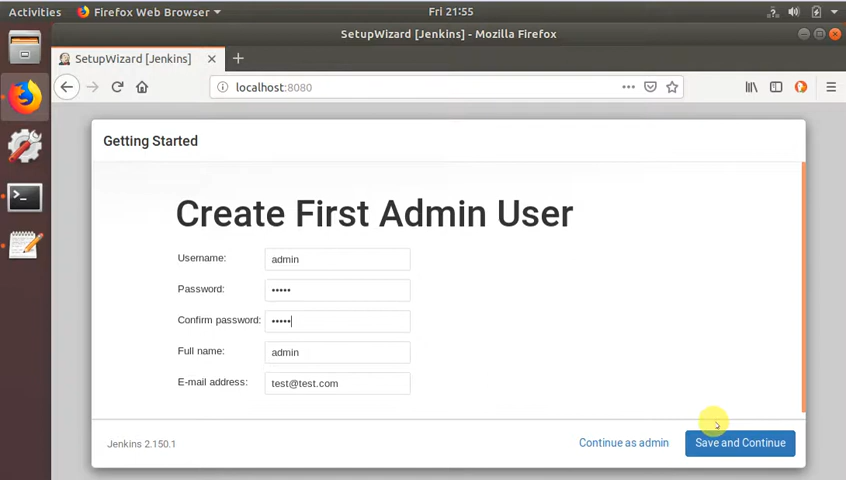 Activities Firefox Web Browser Fri 21:55
SetupWizard [Jenkins] - Mozilla Firefox
SetupWizard [Jenkins]
localhost:8080
Getting Started
Create First Admin User
Username: admin
Password: •••••
Confirm password: •••••
Full name: admin
E-mail address: test@test.com
Jenkins 2.150.1 Continue as admin Save and Continue